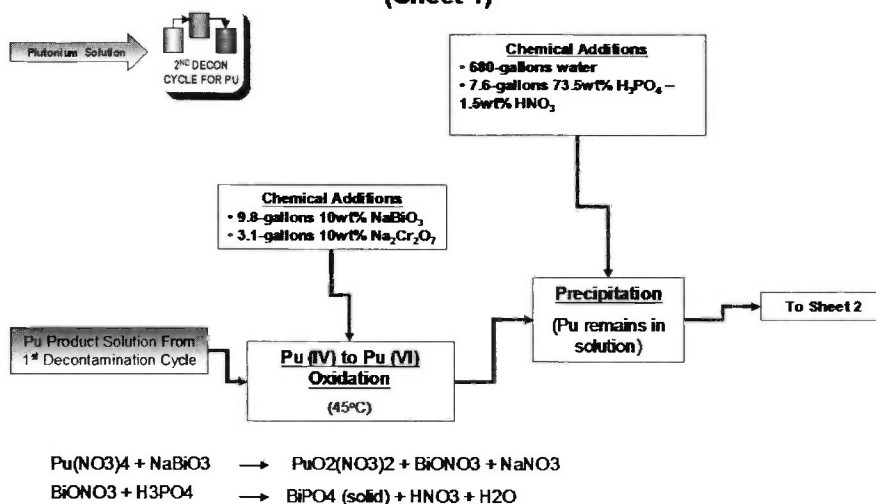 (Sheet 1)
Plutonium Solution
2ND DECON
CYCLE FOR PU
Chemical Additions
• 680-gallons water
• 7.6-gallons 73.5wt% H₃PO₄ –
1.5wt% HNO₃
Chemical Additions
• 9.8-gallons 10wt% NaBiO₃
• 3.1-gallons 10wt% Na₂Cr₂O₇
Precipitation
(Pu remains in
solution)
To Sheet 2
Pu Product Solution From
1st Decontamination Cycle
Pu (IV) to Pu (VI)
Oxidation
(45°C)
Pu(NO3)4 + NaBiO3 → PuO2(NO3)2 + BiONO3 + NaNO3
BiONO3 + H3PO4 → BiPO4 (solid) + HNO3 + H2O